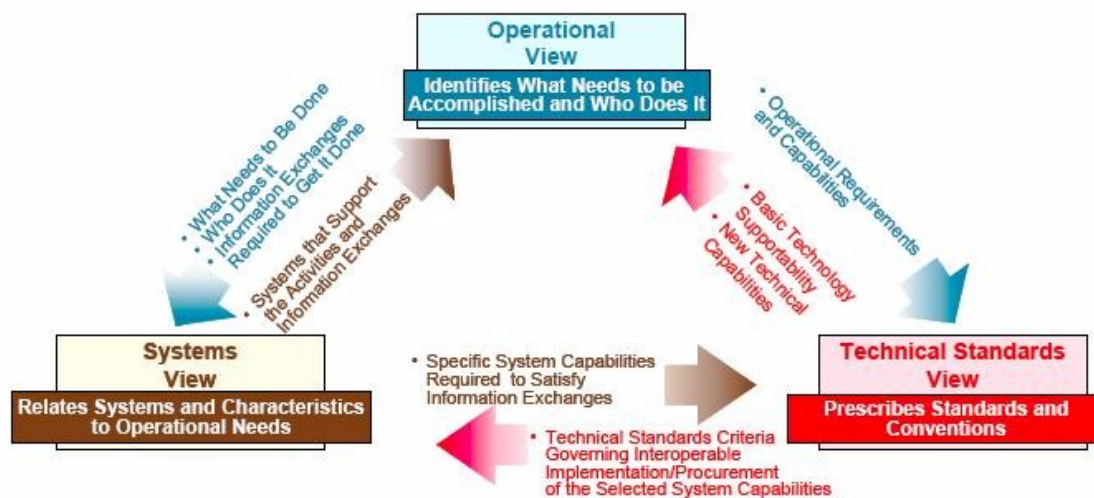 Operational
View
Identifies What Needs to be
Accomplished and Who Does It
• What Needs to Be Done
• Who Does It
• Information Exchanges
Required to Get It Done
• Systems that Support
the Activities and
Information Exchanges
• Operational Requirements
and Capabilities
• Basic Technology
Supportability
• New Technical
Capabilities
Systems
View
Relates Systems and Characteristics
to Operational Needs
• Specific System Capabilities
Required to Satisfy
Information Exchanges
• Technical Standards Criteria
Governing Interoperable
Implementation/Procurement
of the Selected System Capabilities
Technical Standards
View
Prescribes Standards and
Conventions